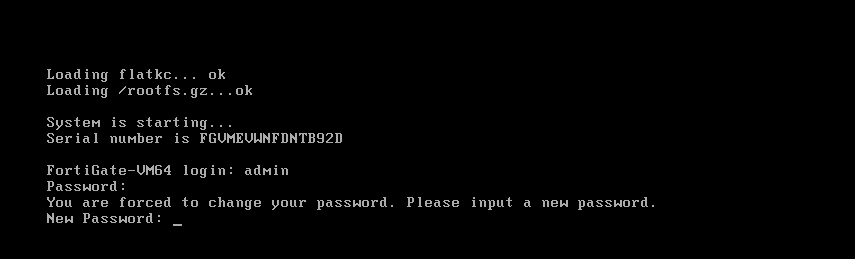 Loading flatkc... ok
Loading /rootfs.gz...ok
System is starting...
Serial number is FGVMEVWNFDNTB92D
FortiGate-VM64 login: admin
Password:
You are forced to change your password. Please input a new password.
New Password: _